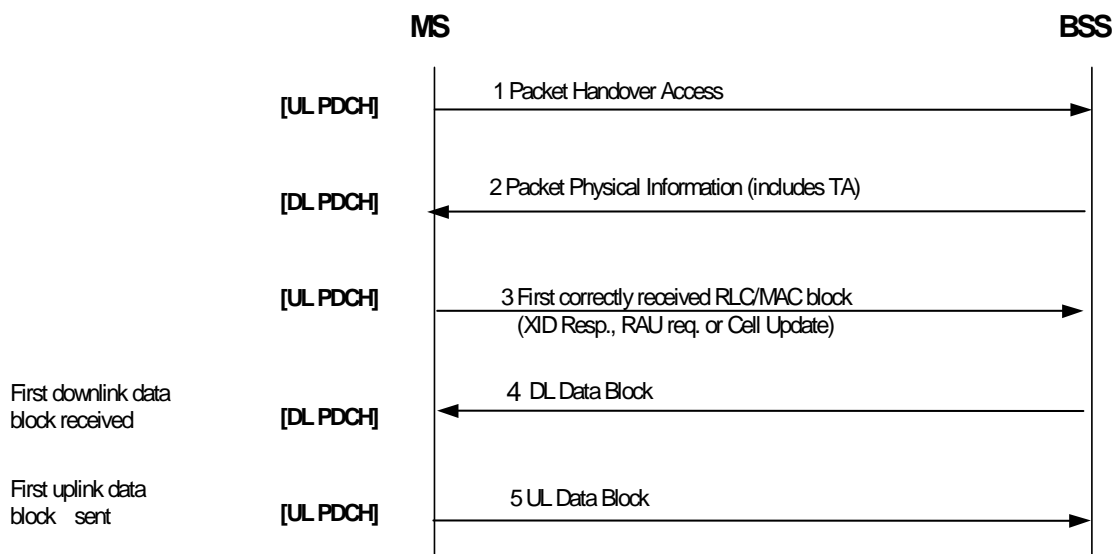 MS
BSS
[UL PDCH]
1 Packet Handover Access
[DL PDCH]
2 Packet Physical Information (includes TA)
[UL PDCH]
3 First correctly received RLC/MAC block
(XID Resp., RAU req. or Cell Update)
First downlink data
block received
[DL PDCH]
4 DL Data Block
First uplink data
block sent
[UL PDCH]
5 UL Data Block